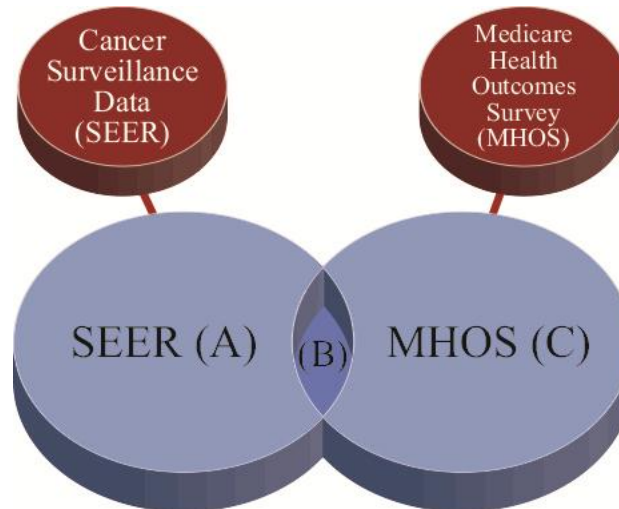 Cancer
Surveillance
Data
(SEER)
Medicare
Health
Outcomes
Survey
(MHOS)
SEER (A)
(B)
MHOS (C)